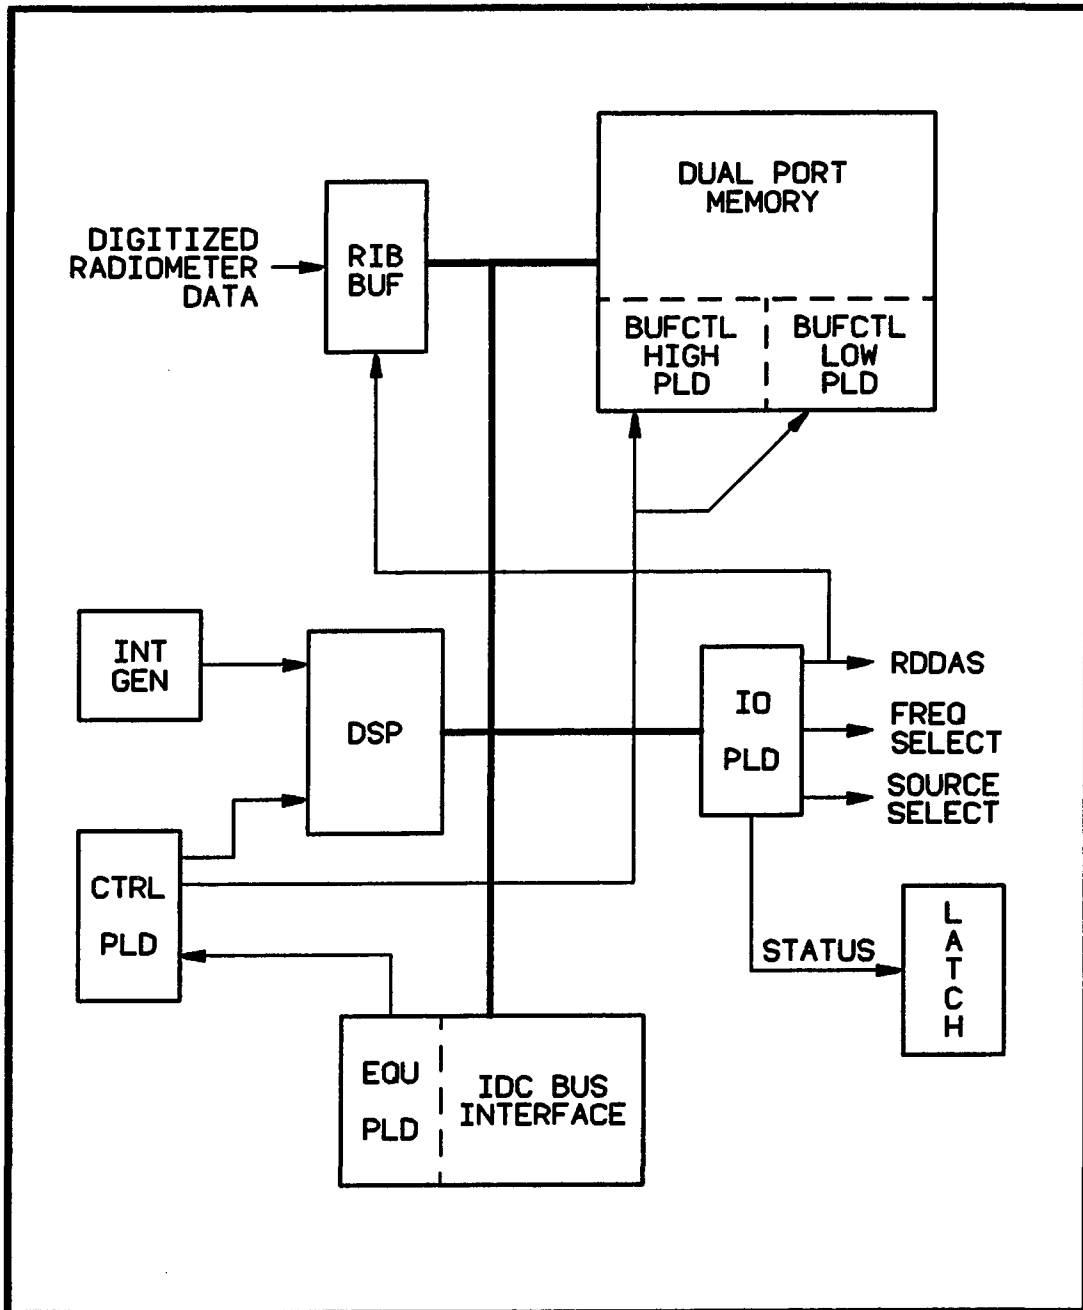 DUAL PORT
MEMORY
DIGITIZED
RADIOMETER
DATA
RIB
BUF
BUFCTL
HIGH
PLD
BUFCTL
LOW
PLD
INT
GEN
DSP
IO
PLD
RDDAS
FREQ
SELECT
SOURCE
SELECT
CTRL
PLD
STATUS
L
A
T
C
H
EQU
PLD
IDC BUS
INTERFACE